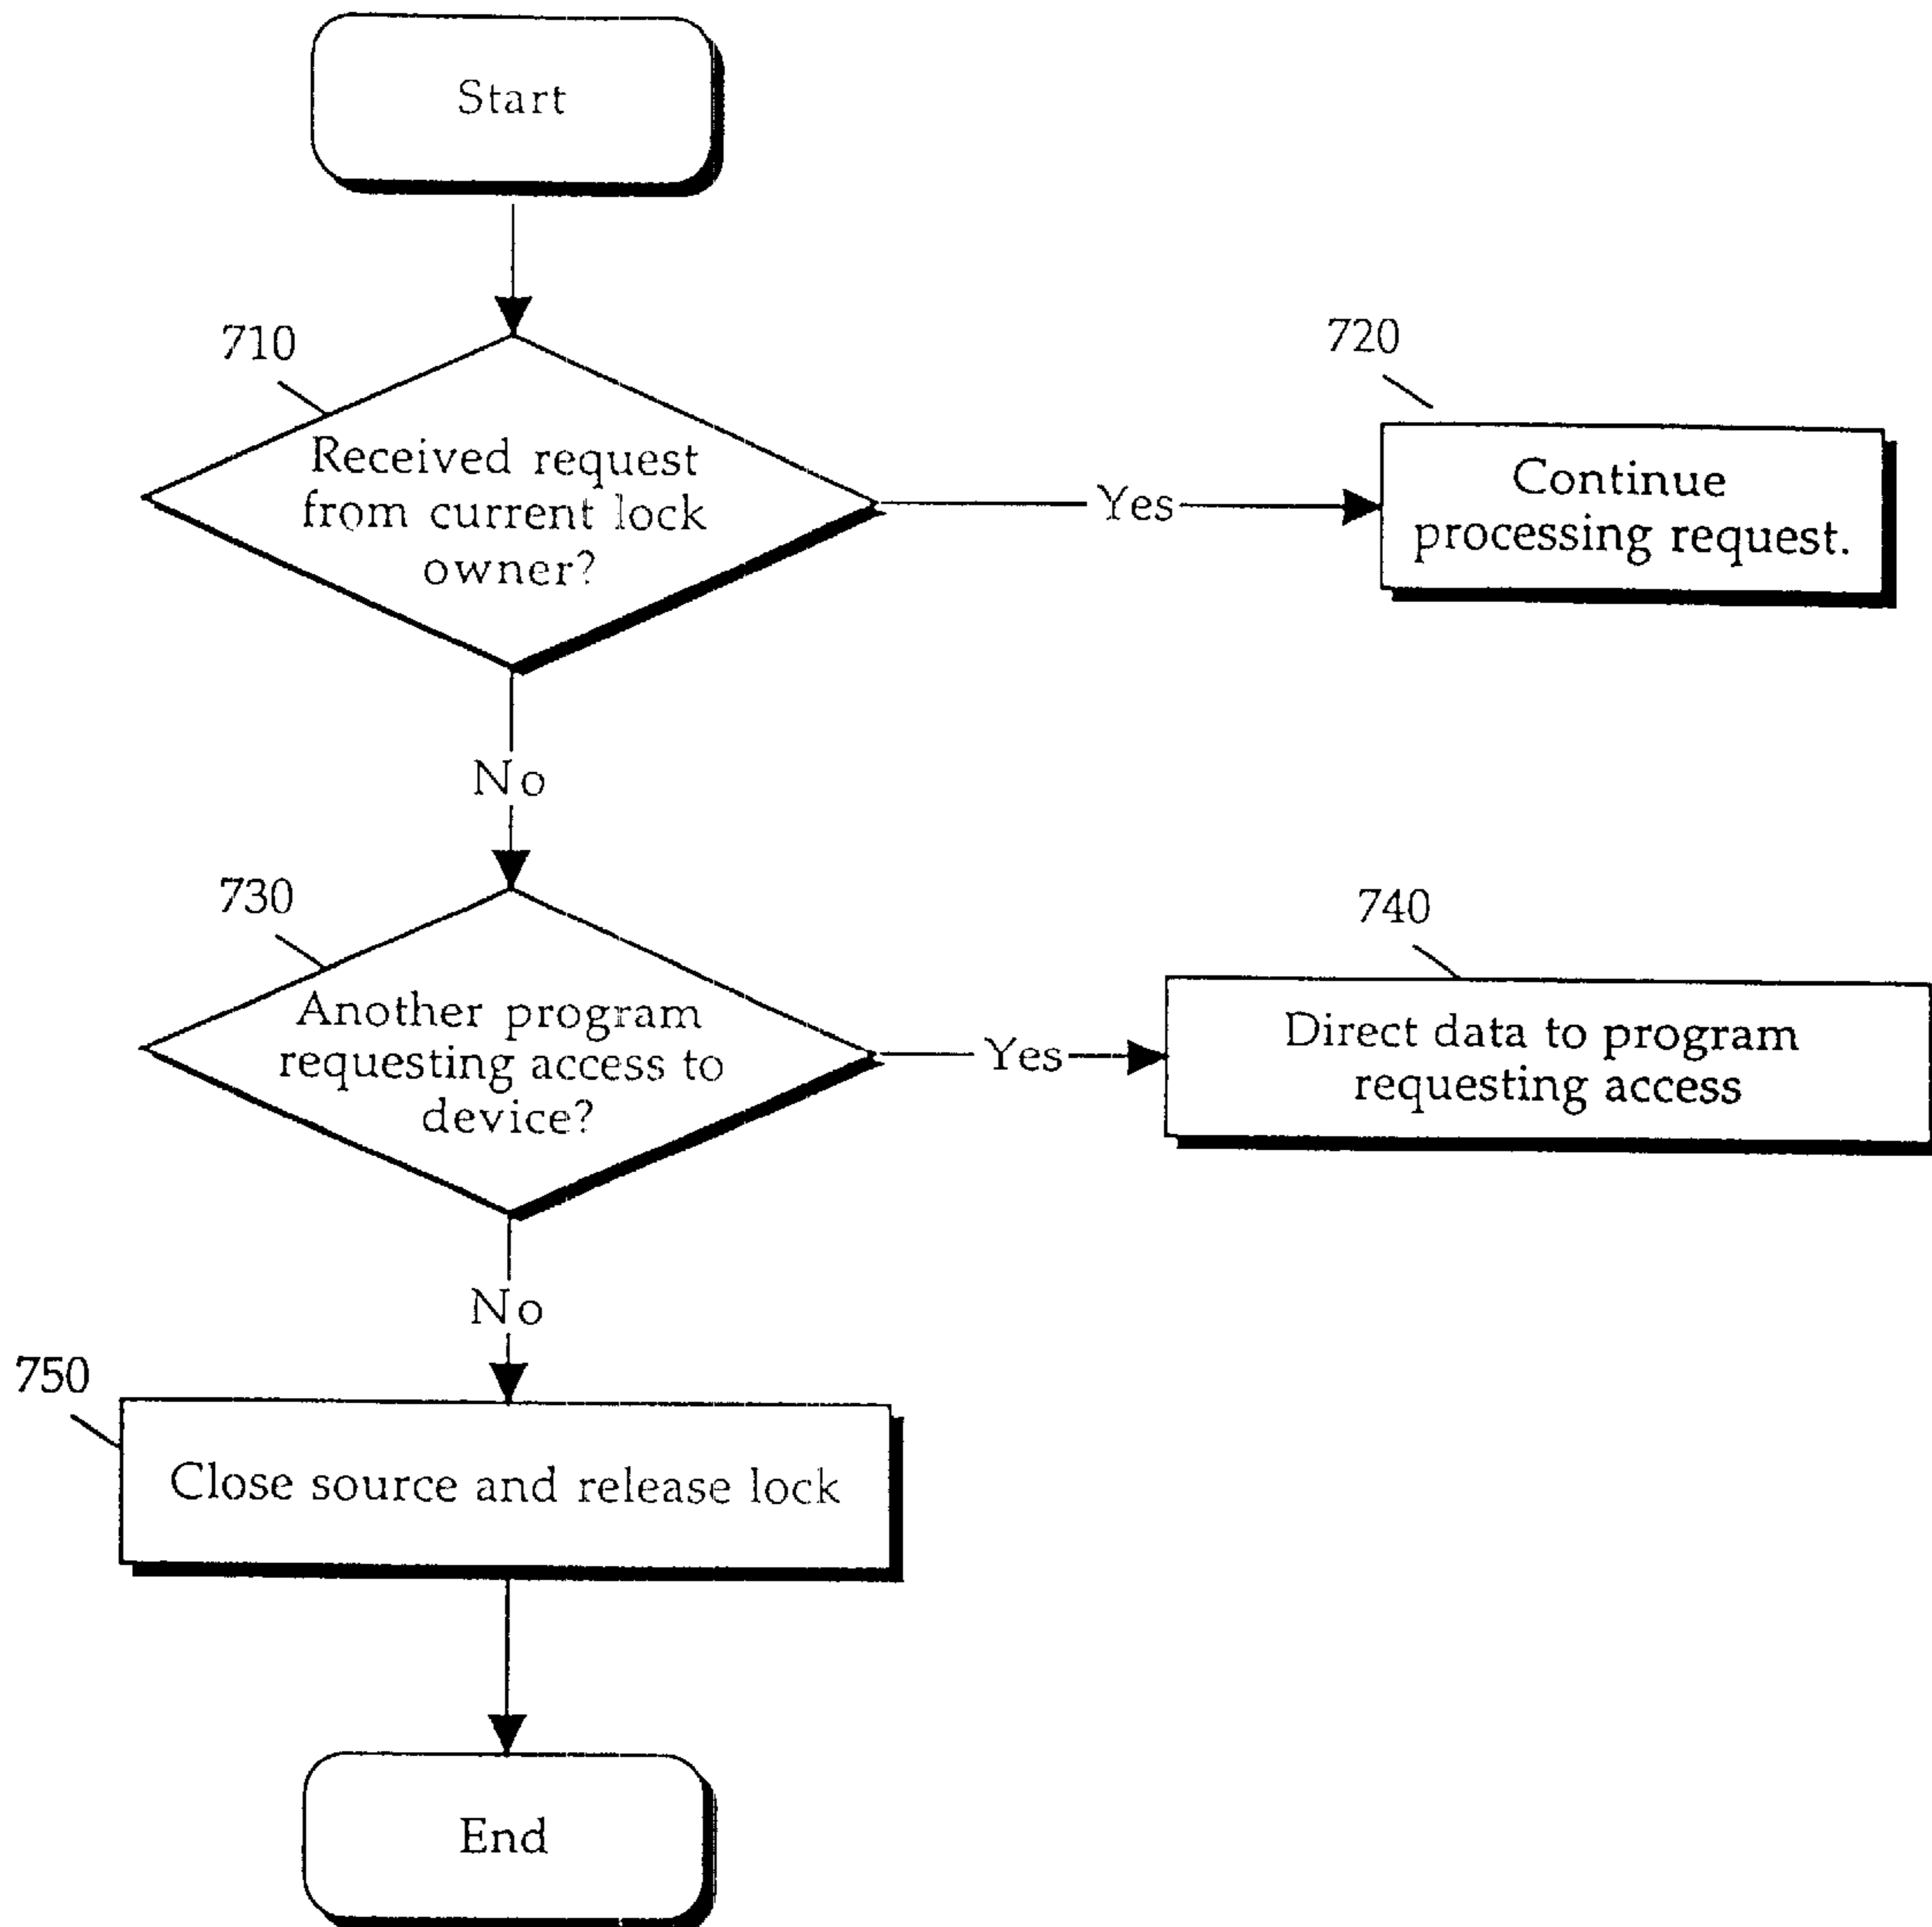 Start
710
Received request
from current lock
owner?
Yes
720
Continue
processing request.
No
730
Another program
requesting access to
device?
Yes
740
Direct data to program
requesting access
No
750
Close source and release lock
End